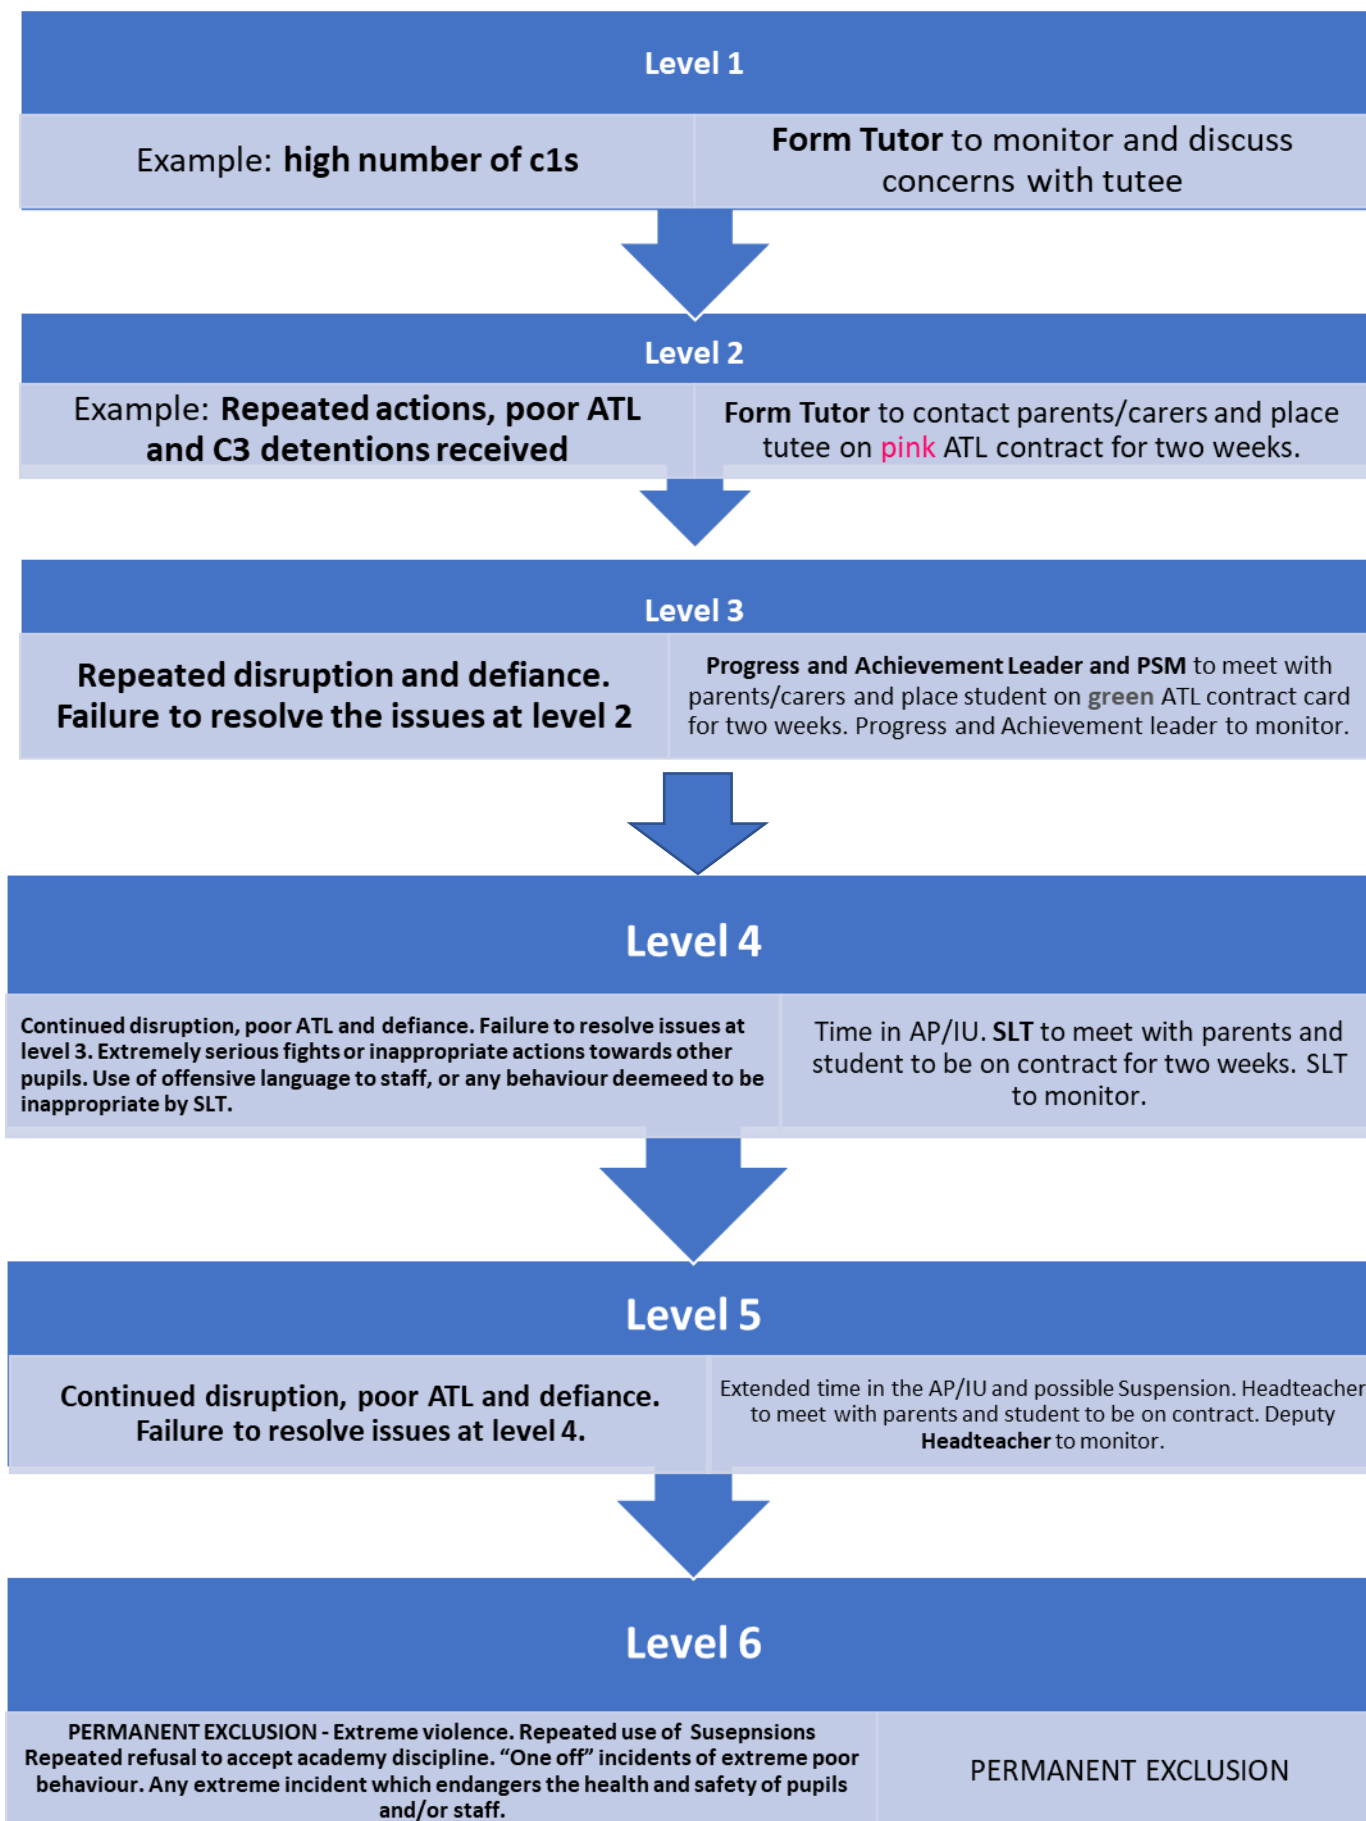 Level 1
Example: high number of c1s
Form Tutor to monitor and discuss
concerns with tutee
Level 2
Example: Repeated actions, poor ATL
and C3 detentions received
Form Tutor to contact parents/carers and place
tutee on pink ATL contract for two weeks.
Level 3
Repeated disruption and defiance.
Failure to resolve the issues at level 2
Progress and Achievement Leader and PSM to meet with
parents/carers and place student on green ATL contract card
for two weeks. Progress and Achievement leader to monitor.
Level 4
Continued disruption, poor ATL and defiance. Failure to resolve issues at
level 3. Extremely serious fights or inappropriate actions towards other
pupils. Use of offensive language to staff, or any behaviour deemeed to be
inappropriate by SLT.
Time in AP/IU. SLT to meet with parents and
student to be on contract for two weeks. SLT
to monitor.
Level 5
Continued disruption, poor ATL and defiance.
Failure to resolve issues at level 4.
Extended time in the AP/IU and possible Suspension. Headteacher
to meet with parents and student to be on contract. Deputy
Headteacher to monitor.
Level 6
PERMANENT EXCLUSION - Extreme violence. Repeated use of Susepnsions
Repeated refusal to accept academy discipline. “One off” incidents of extreme poor
behaviour. Any extreme incident which endangers the health and safety of pupils
and/or staff.
PERMANENT EXCLUSION